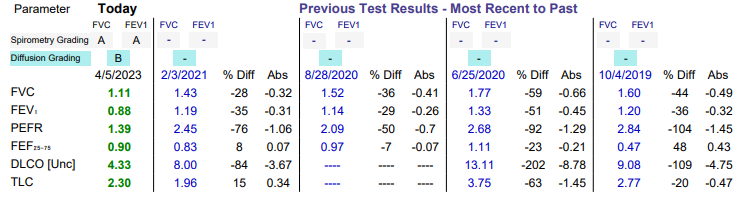 Parameter Today Previous Test Results - Most Recent to Past
FVC FEV1 FVC FEV1 FVC FEV1 FVC FEV1 FVC FEV1
Spirometry Grading A A - - - - - - - -
Diffusion Grading B - - - -
4/5/2023 2/3/2021 % Diff Abs 8/28/2020 % Diff Abs 6/25/2020 % Diff Abs 10/4/2019 % Diff Abs
FVC 1.11 1.43 -28 -0.32 1.52 -36 -0.41 1.77 -59 -0.66 1.60 -44 -0.49
FEV₁ 0.88 1.19 -35 -0.31 1.14 -29 -0.26 1.33 -51 -0.45 1.20 -36 -0.32
PEFR 1.39 2.45 -76 -1.06 2.09 -50 -0.7 2.68 -92 -1.29 2.84 -104 -1.45
FEF₂₅₋₇₅ 0.90 0.83 8 0.07 0.97 -7 -0.07 1.11 -23 -0.21 0.47 48 0.43
DLCO [Unc] 4.33 8.00 -84 -3.67 ---- ---- ---- 13.11 -202 -8.78 9.08 -109 -4.75
TLC 2.30 1.96 15 0.34 ---- ---- ---- 3.75 -63 -1.45 2.77 -20 -0.47